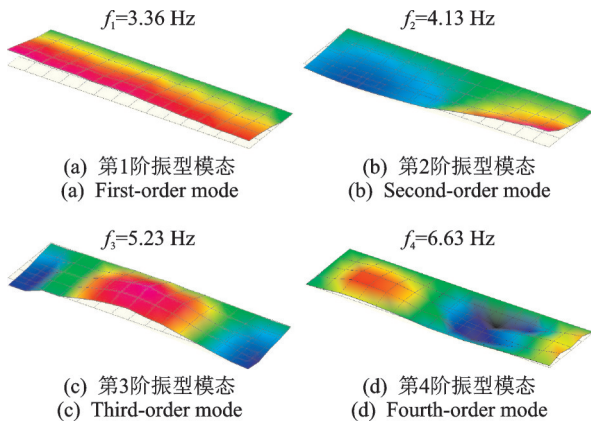 f₁=3.36 Hz
f₂=4.13 Hz
(a) 第1阶振型模态
(a) First-order mode
(b) 第2阶振型模态
(b) Second-order mode
f₃=5.23 Hz
f₄=6.63 Hz
(c) 第3阶振型模态
(c) Third-order mode
(d) 第4阶振型模态
(d) Fourth-order mode